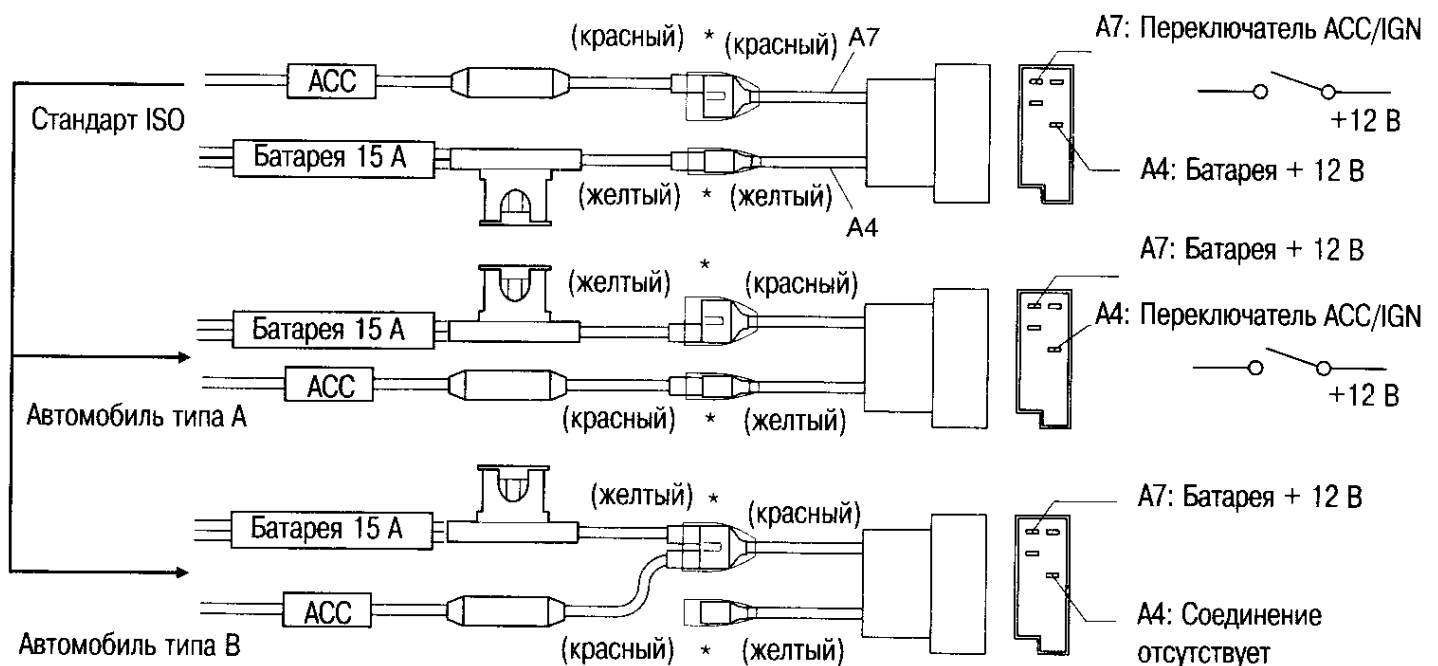 (красный) * (красный) A7
ACC
Стандарт ISO
Батарея 15 А
(желтый) * (желтый)
A4
A7: Переключатель ACC/IGN
+12 В
A4: Батарея + 12 В
(желтый) * (красный)
Батарея 15 А
ACC
Автомобиль типа А
(красный) * (желтый)
A7: Батарея + 12 В
A4: Переключатель ACC/IGN
+12 В
(желтый) * (красный)
Батарея 15 А
ACC
Автомобиль типа В
(красный) * (желтый)
A7: Батарея + 12 В
A4: Соединение
отсутствует